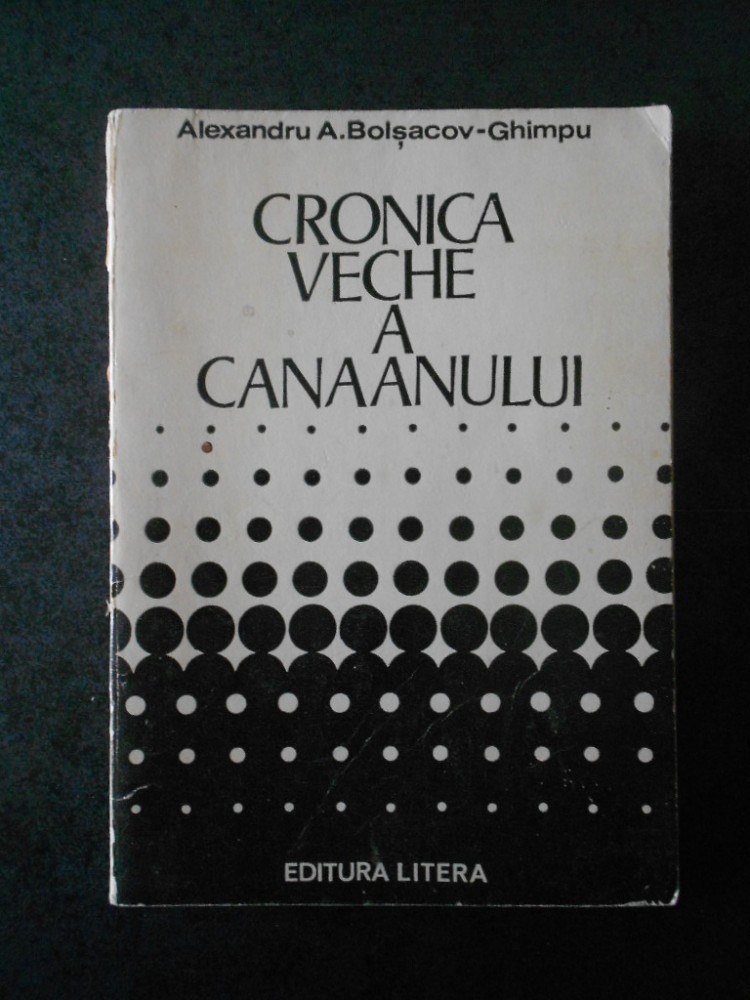 Alexandru A.Bolșacov-Ghimpu
CRONICA
VECHE
A
CANAANULUI
EDITURA LITERA